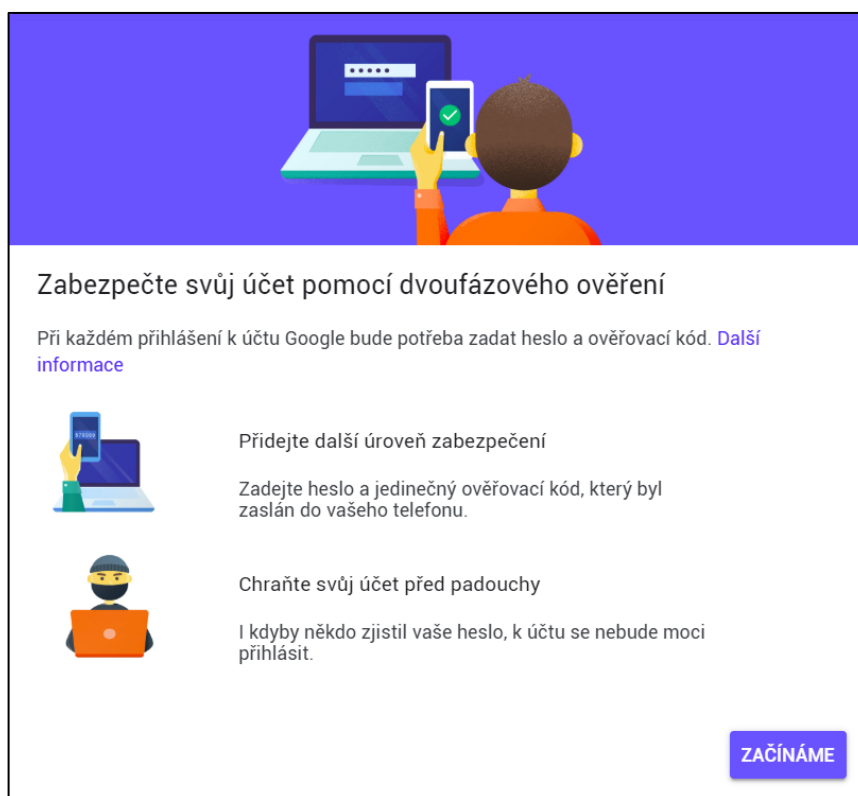 Zabezpečte svůj účet pomocí dvoufázového ověření
Při každém přihlášení k účtu Google bude potřeba zadat heslo a ověřovací kód. Další
informace
Přidejte další úroveň zabezpečení
Zadejte heslo a jedinečný ověřovací kód, který byl
zaslán do vašeho telefonu.
Chraňte svůj účet před padouchy
I kdyby někdo zjistil vaše heslo, k účtu se nebude moci
přihlásit.
ZAČÍNÁME